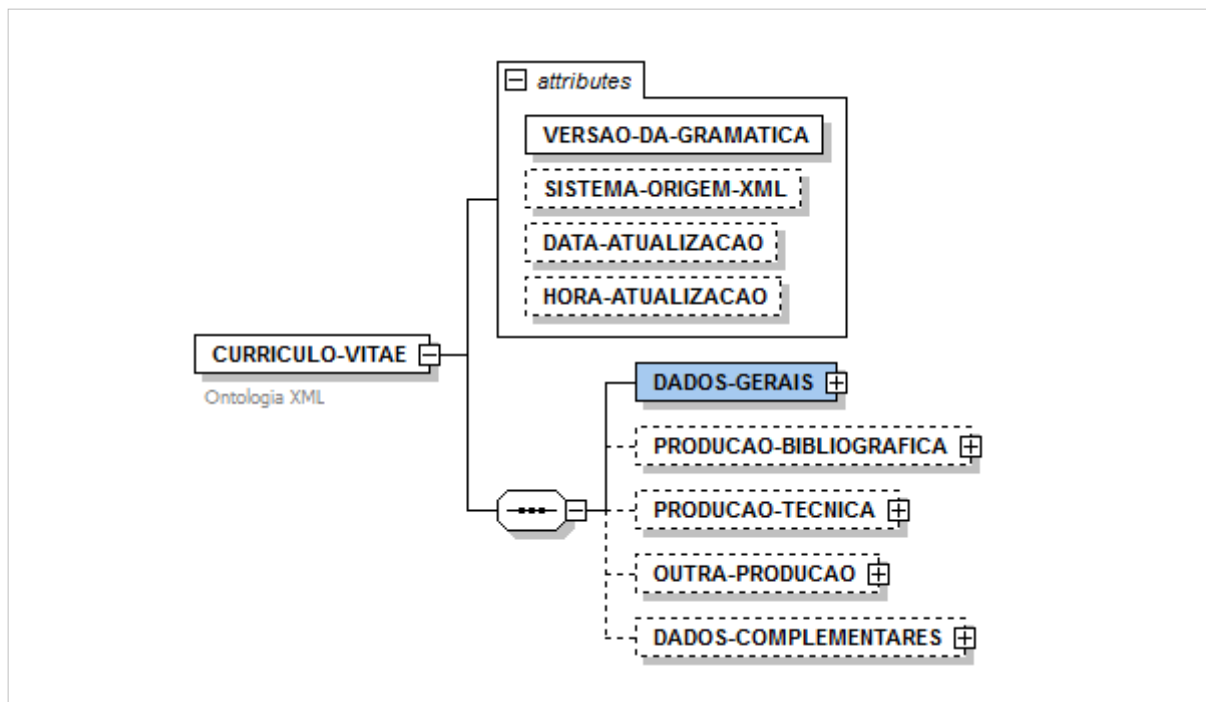 attributes
VERSAO-DA-GRAMATICA
SISTEMA-ORIGEM-XML
DATA-ATUALIZACAO
HORA-ATUALIZACAO
CURRICULO-VITAE
Ontologia XML
DADOS-GERAIS
PRODUCAO-BIBLIOGRAFICA
PRODUCAO-TECNICA
OUTRA-PRODUCAO
DADOS-COMPLEMENTARES